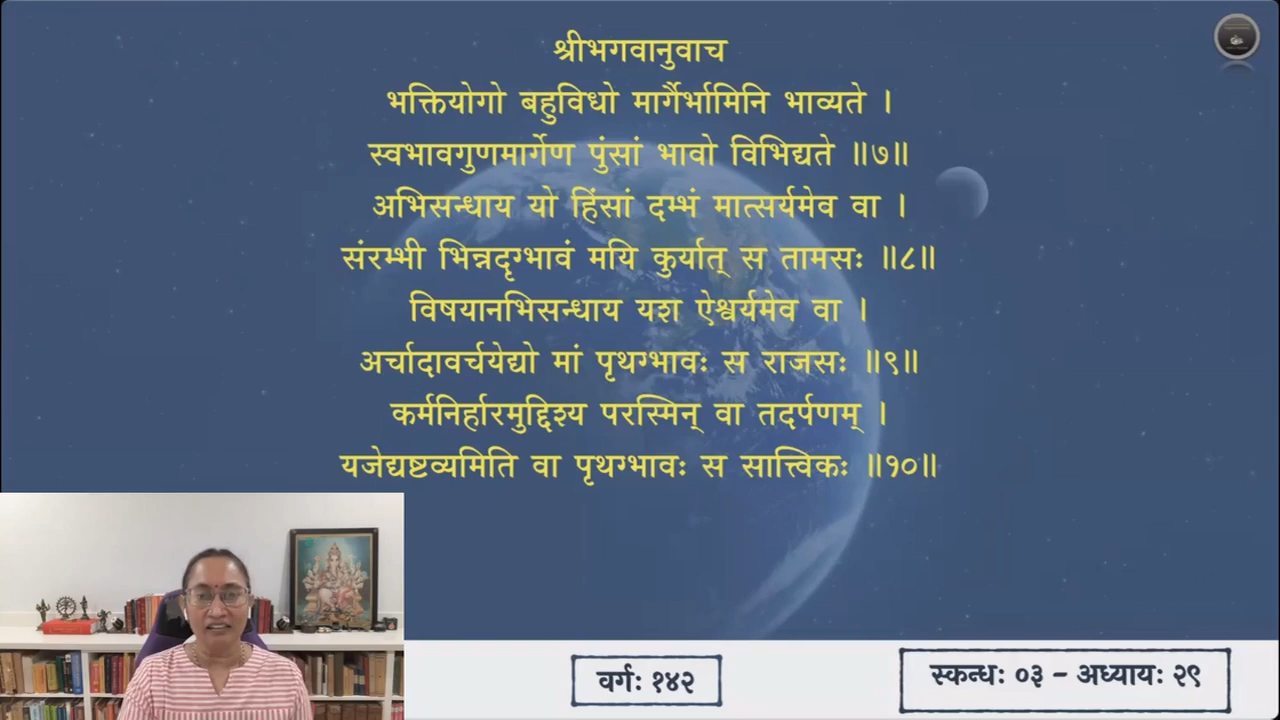 श्रीभगवानुवाच
भक्तियोगो बहुविधो मार्गैर्भामिनि भाव्यते ।
स्वभावगुणमार्गेण पुंसां भावो विभिद्यते ॥७॥
अभिसन्धाय यो हिंसां दम्भं मात्सर्यमेव वा ।
संरम्भी भिन्नदृग्भावं मयि कुर्यात् स तामसः ॥८॥
विषयानभिसन्धाय यश ऐश्वर्यमेव वा ।
अर्चादावर्चयेद्यो मां पृथग्भावः स राजसः ॥९॥
कर्मनिर्हारमुद्दिश्य परस्मिन् वा तदर्पणम् ।
यजेद्यष्टव्यमिति वा पृथग्भावः स सात्त्विकः ॥१०॥
वर्गः १४२
स्कन्धः ०३ - अध्यायः २९